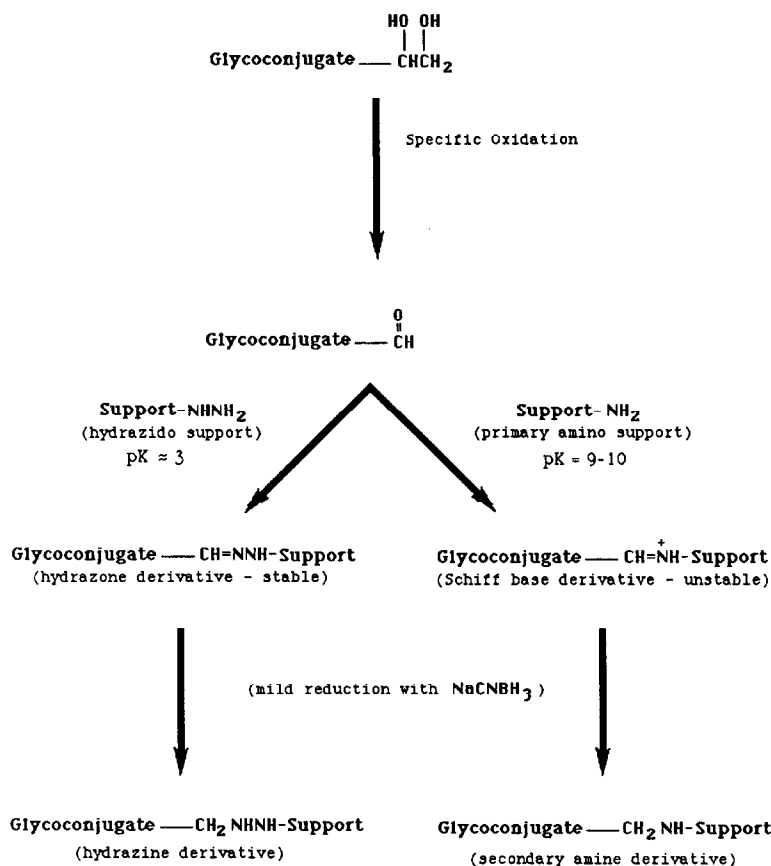 HO OH
Glycoconjugate — CHCH2
Specific Oxidation
O
Glycoconjugate — CH
Support-NHNH2
(hydrazido support)
pK ≈ 3
Support-NH2
(primary amino support)
pK = 9-10
Glycoconjugate — CH=NNH-Support
(hydrazone derivative - stable)
+
Glycoconjugate — CH=NH-Support
(Schiff base derivative - unstable)
(mild reduction with NaCNBH3)
Glycoconjugate — CH2 NHNH-Support
(hydrazine derivative)
Glycoconjugate — CH2 NH-Support
(secondary amine derivative)